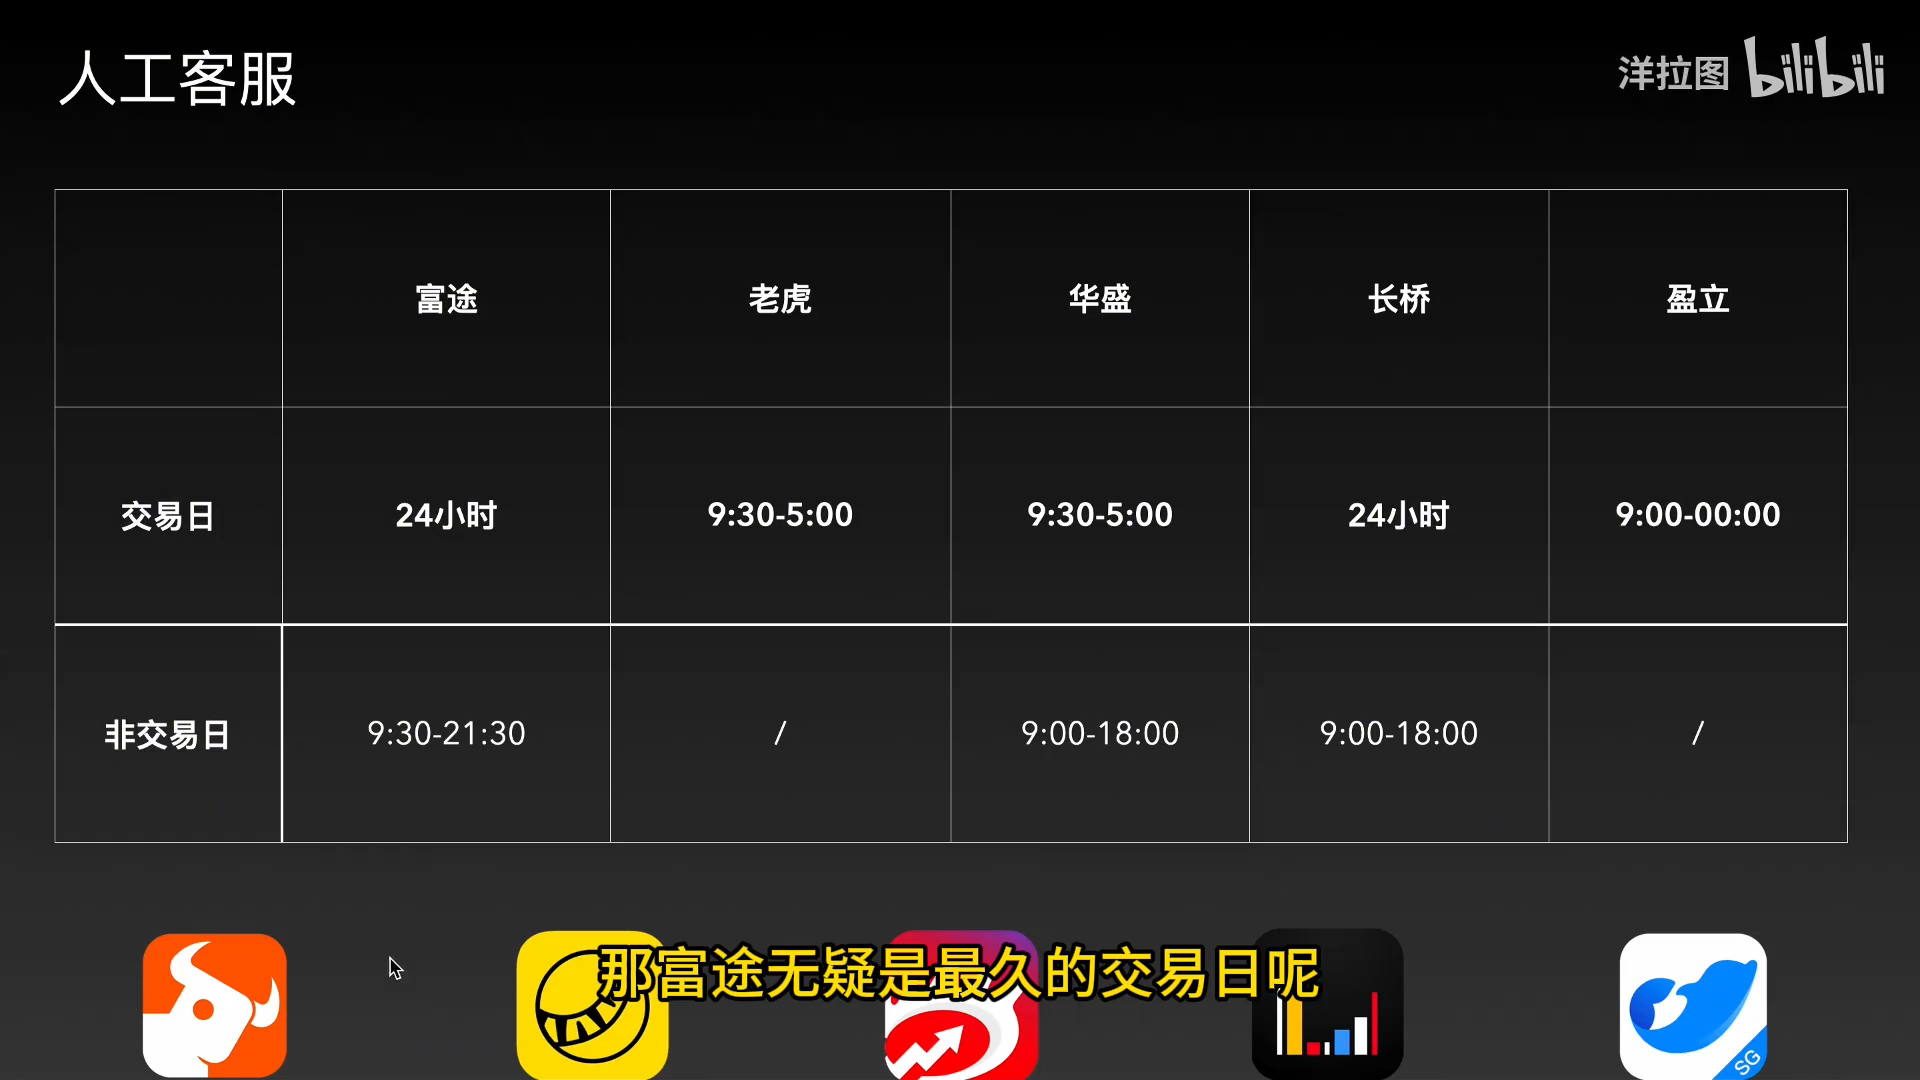 人工客服
洋拉图 bilibili
富途 老虎 华盛 长桥 盈立
交易日 24小时 9:30-5:00 9:30-5:00 24小时 9:00-00:00
非交易日 9:30-21:30 / 9:00-18:00 9:00-18:00 /
那富途无疑是最久的交易日呢
SG